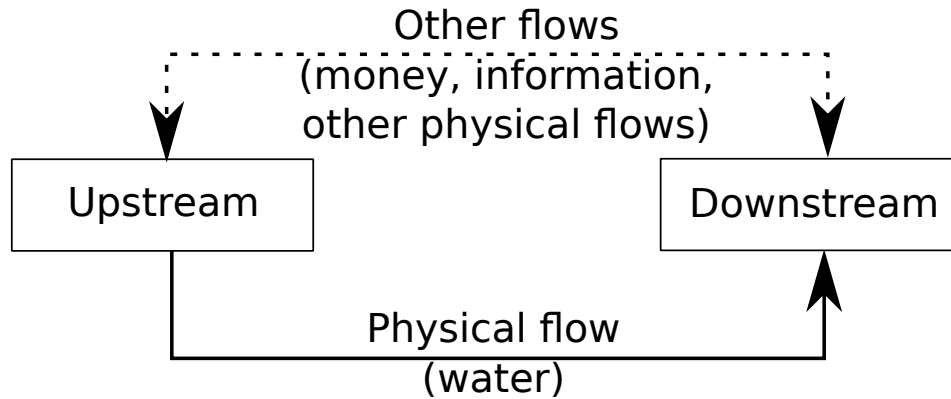 Other flows
(money, information,
other physical flows)
Upstream
Downstream
Physical flow
(water)